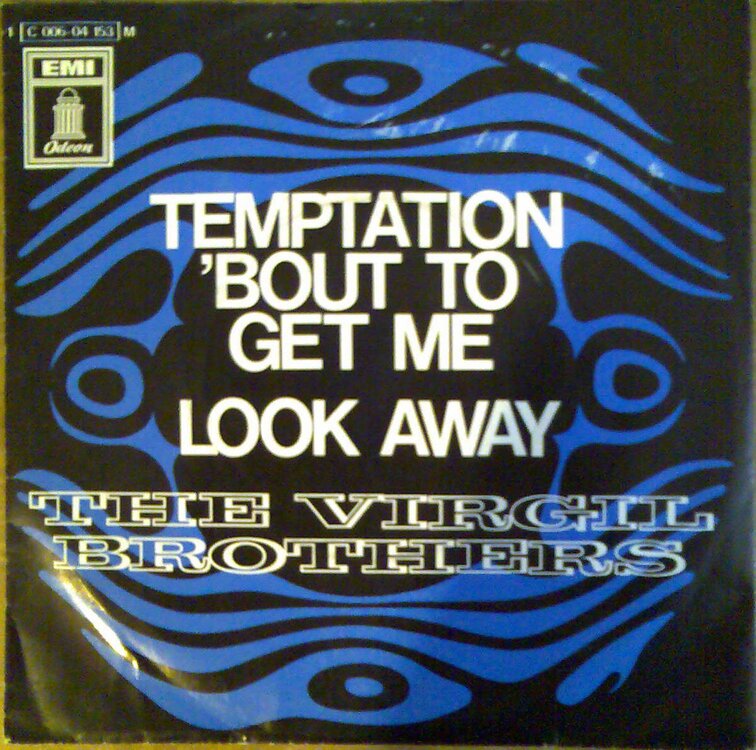 1 C 006-04 153 M
EMI
Odeon
TEMPTATION
'BOUT TO
GET ME
LOOK AWAY
THE VIRGIL
BROTHERS